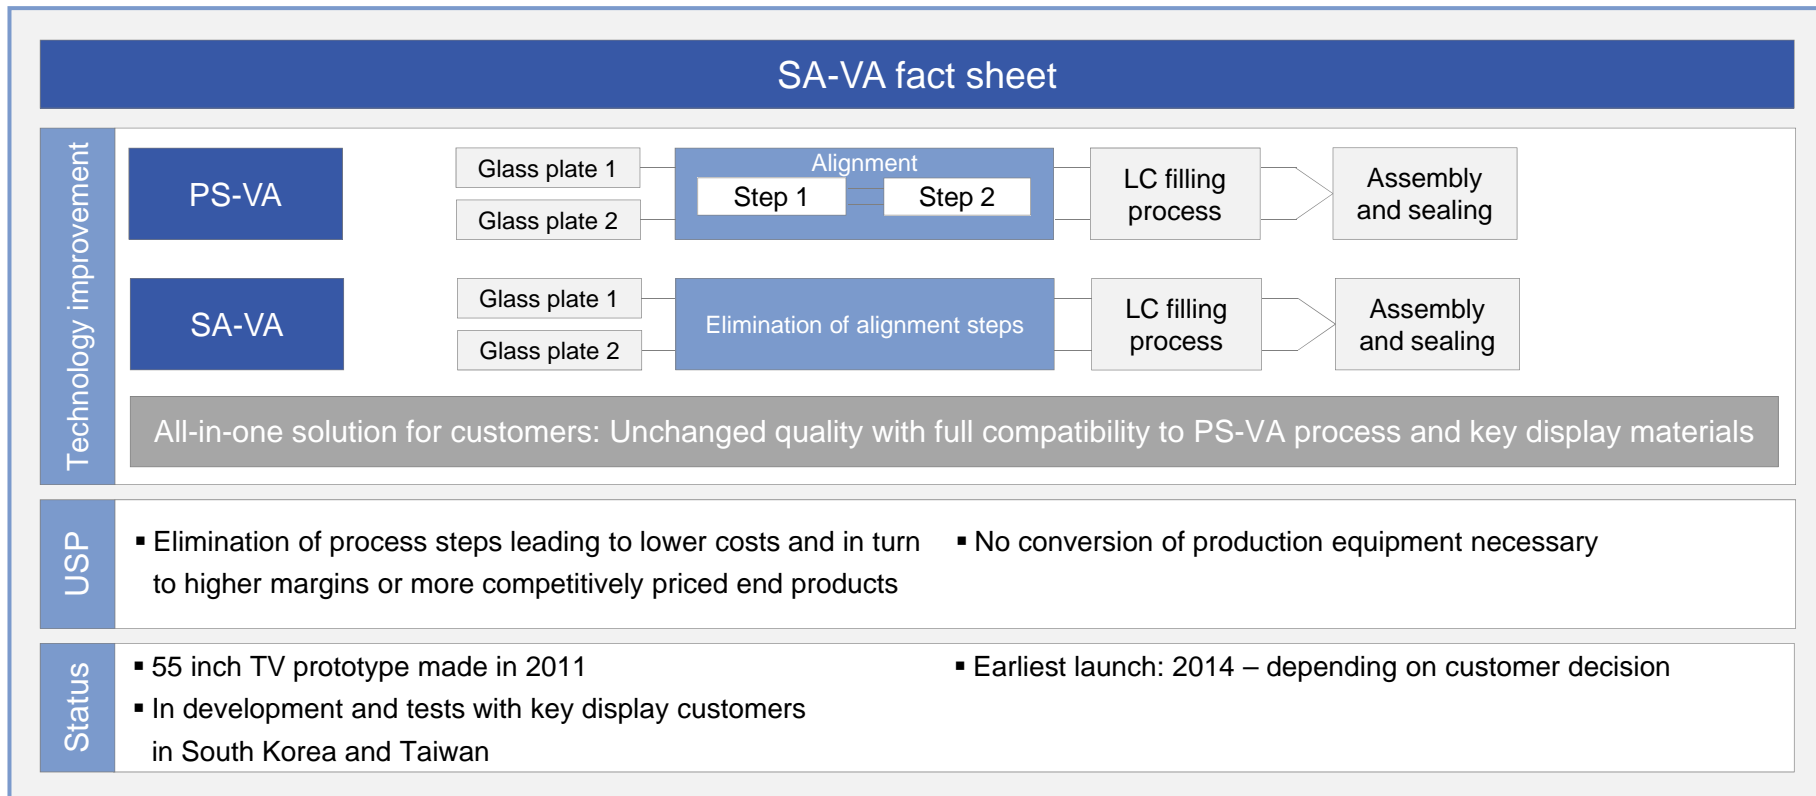 SA-VA fact sheet
Technology improvement
PS-VA
Glass plate 1
Glass plate 2
Alignment
Step 1
Step 2
LC filling
process
Assembly
and sealing
SA-VA
Glass plate 1
Glass plate 2
Elimination of alignment steps
LC filling
process
Assembly
and sealing
All-in-one solution for customers: Unchanged quality with full compatibility to PS-VA process and key display materials
USP
▪ Elimination of process steps leading to lower costs and in turn
to higher margins or more competitively priced end products
▪ No conversion of production equipment necessary
Status
▪ 55 inch TV prototype made in 2011
▪ In development and tests with key display customers
in South Korea and Taiwan
▪ Earliest launch: 2014 – depending on customer decision